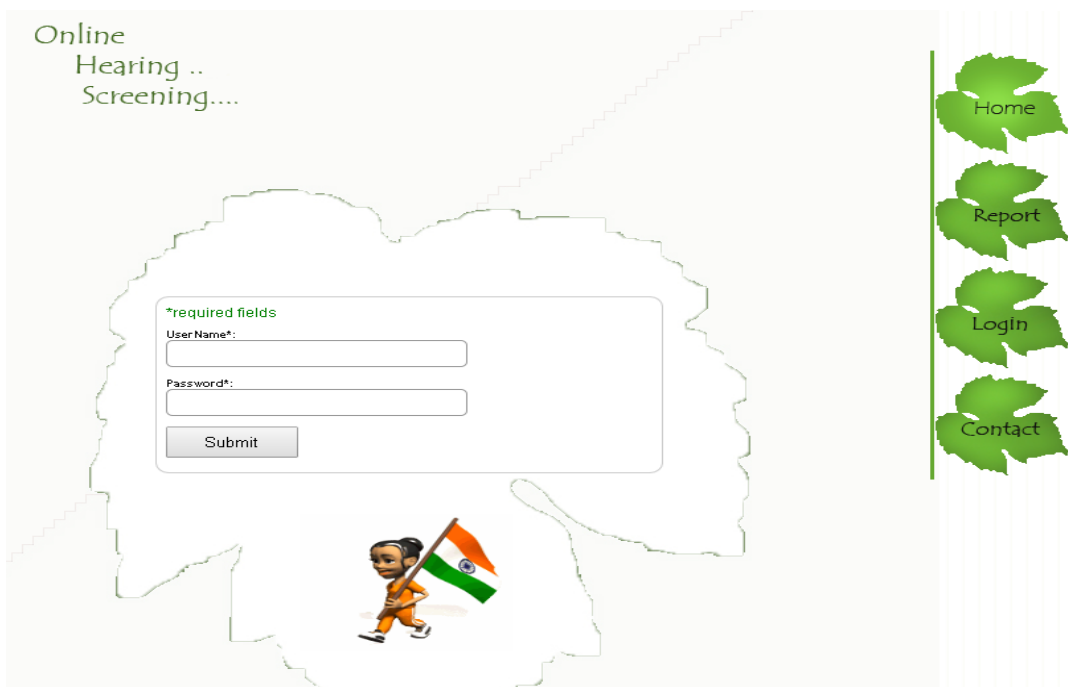 Online
Hearing ..
Screening....
Home
Report
Login
Contact
*required fields
UserName*:
Password*:
Submit